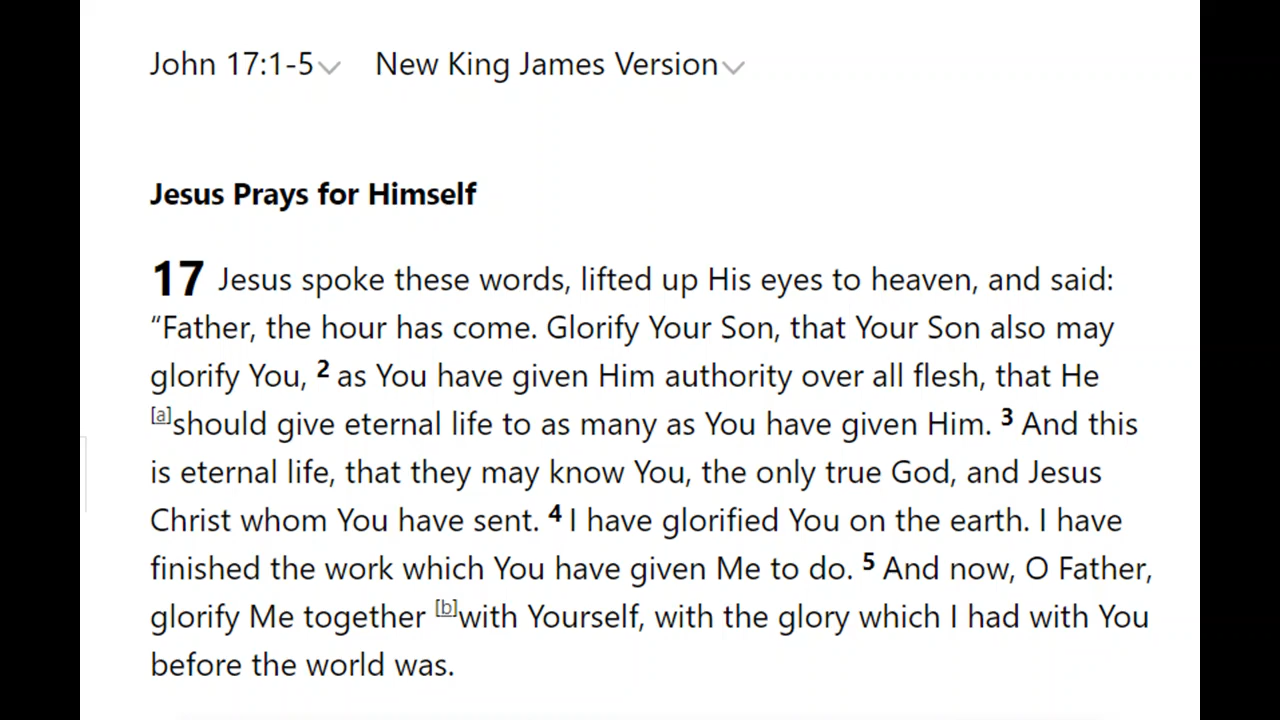 John 17:1-5 New King James Version
Jesus Prays for Himself
17 Jesus spoke these words, lifted up His eyes to heaven, and said:
“Father, the hour has come. Glorify Your Son, that Your Son also may
glorify You, 2 as You have given Him authority over all flesh, that He
[a]should give eternal life to as many as You have given Him. 3 And this
is eternal life, that they may know You, the only true God, and Jesus
Christ whom You have sent. 4 I have glorified You on the earth. I have
finished the work which You have given Me to do. 5 And now, O Father,
glorify Me together [b]with Yourself, with the glory which I had with You
before the world was.